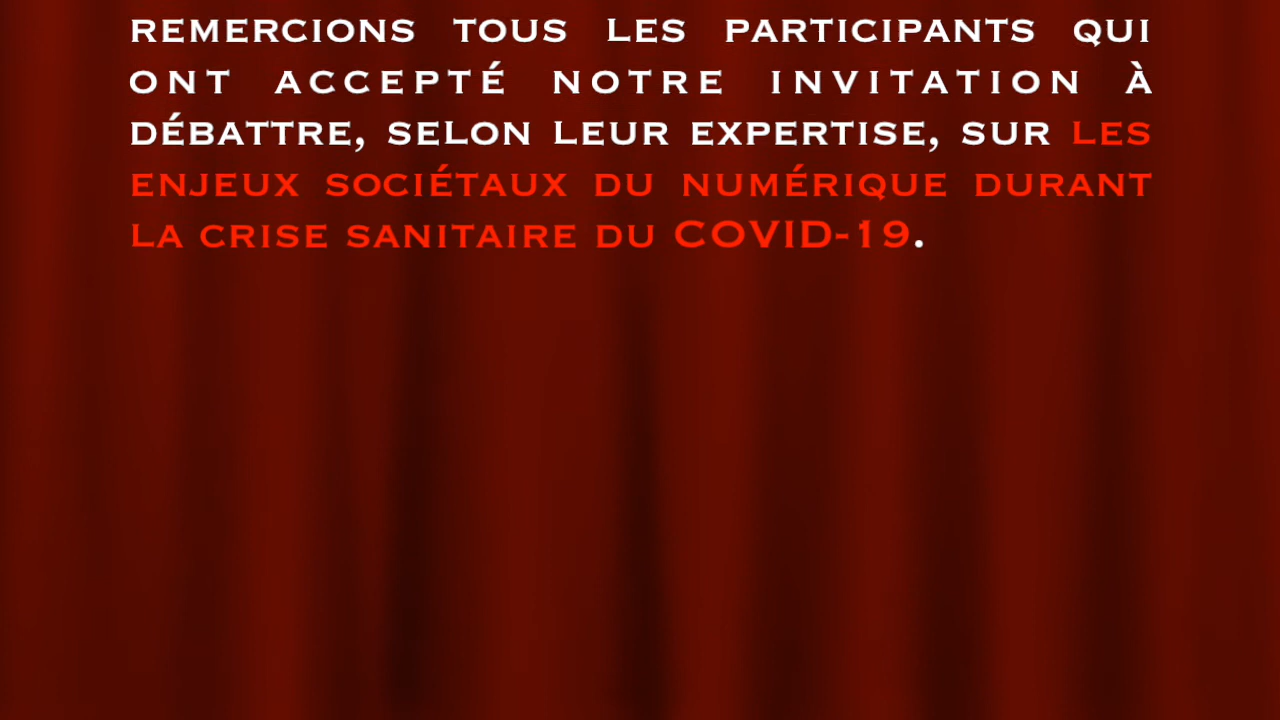 REMERCIONS TOUS LES PARTICIPANTS QUI
ONT ACCEPTÉ NOTRE INVITATION À
DÉBATTRE, SELON LEUR EXPERTISE, SUR LES
ENJEUX SOCIÉTAUX DU NUMÉRIQUE DURANT
LA CRISE SANITAIRE DU COVID-19.